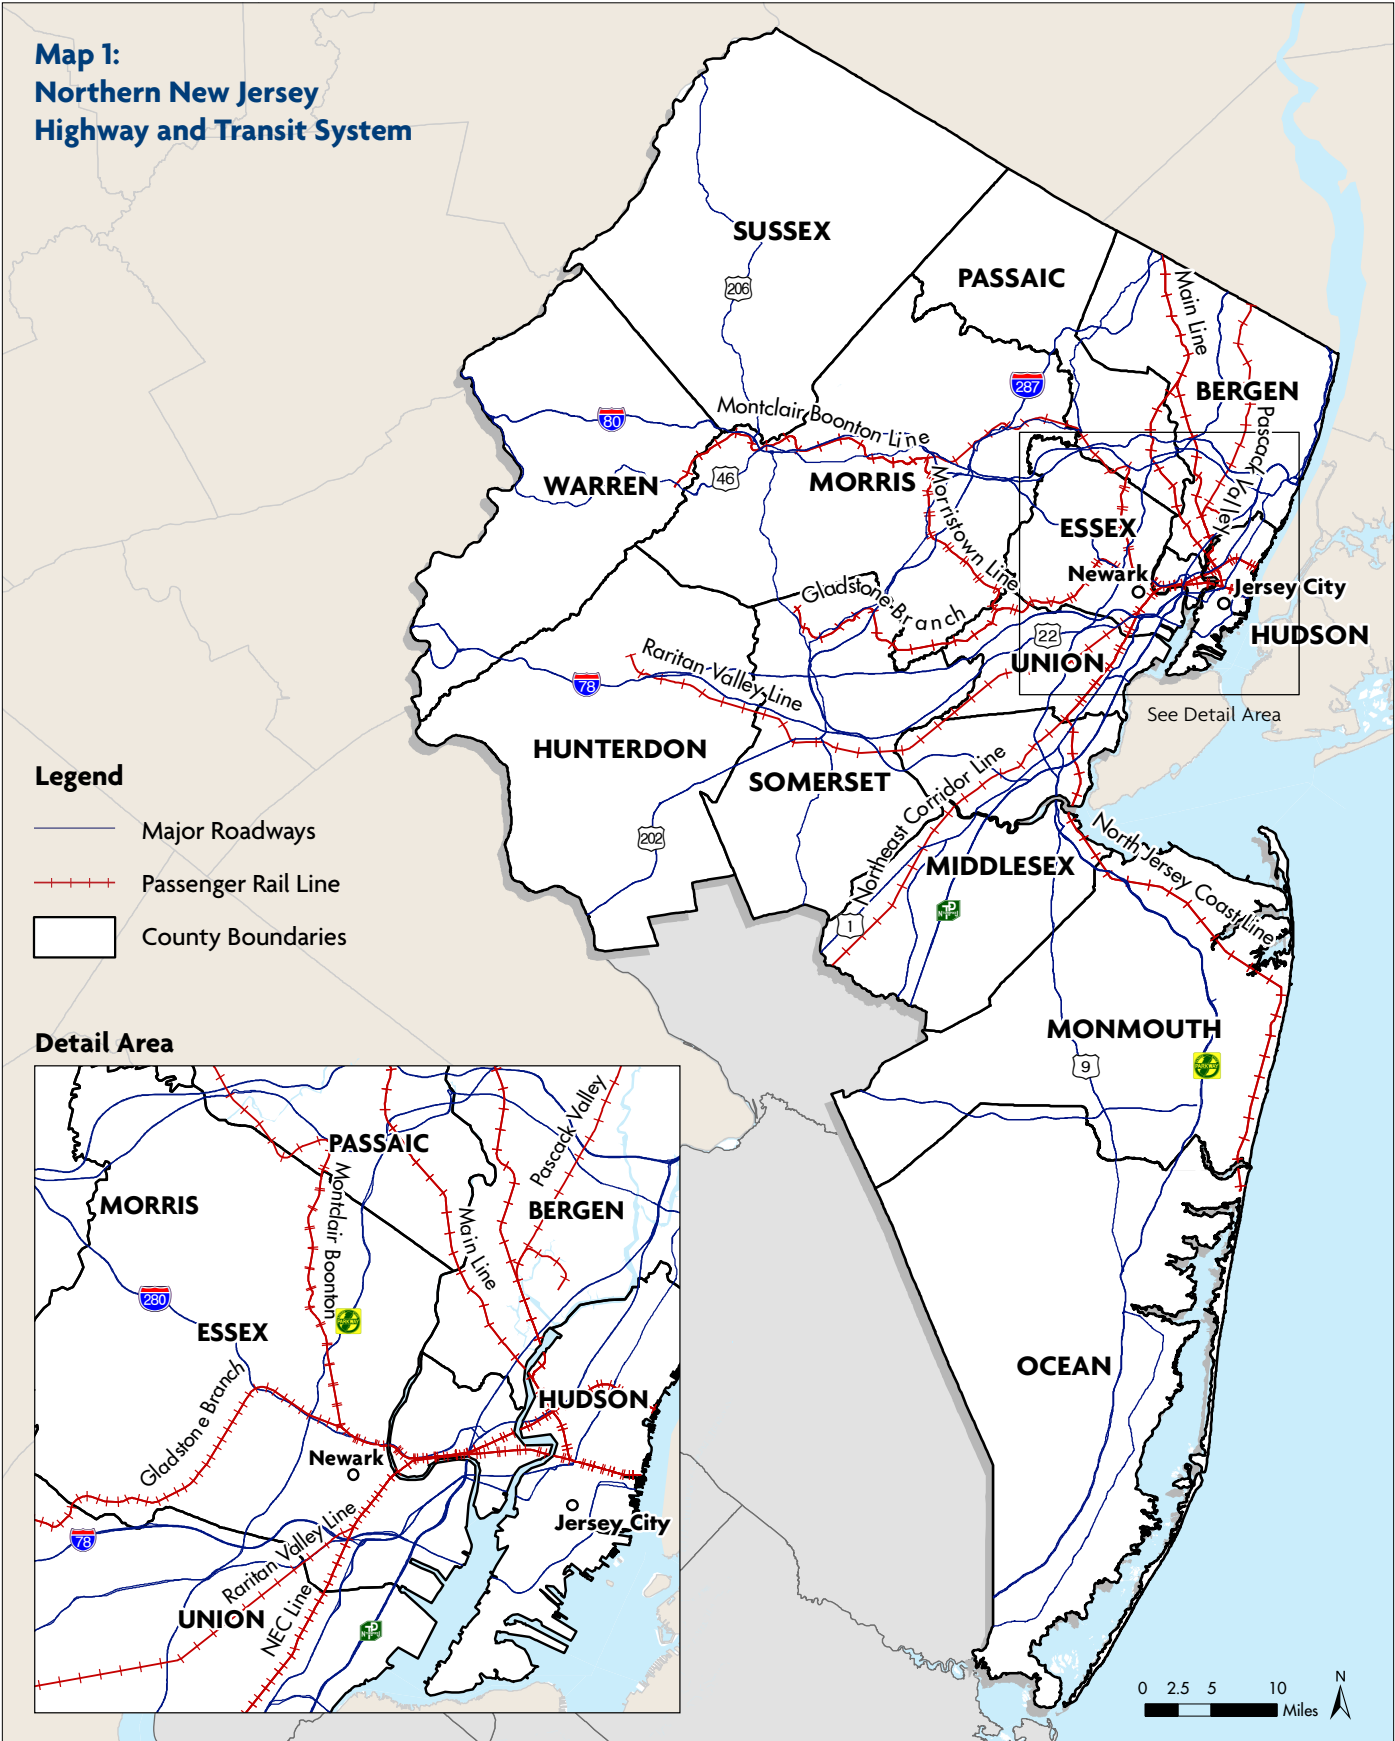 Map 1:
Northern New Jersey
Highway and Transit System
SUSSEX
206
PASSAIC
Main Line
287
BERGEN
80
Montclair Boonton Line
Pascack Valley
WARREN
46
MORRIS
Morristown Line
ESSEX
Newark
Jersey City
Gladstone Branch
22
HUDSON
UNION
Raritan Valley Line
78
See Detail Area
HUNTERDON
SOMERSET
Northeast Corridor Line
202
North Jersey Coast Line
MIDDLESEX
1
MONMOUTH
9
PARKWAY
OCEAN
Legend
Major Roadways
Passenger Rail Line
County Boundaries
Detail Area
PASSAIC
Pascack Valley
MORRIS
Montclair Boonton
Main Line
BERGEN
280
PARKWAY
ESSEX
Gladstone Branch
HUDSON
Newark
Jersey City
78
Raritan Valley Line
UNION
NEC Line
0 2.5 5 10
Miles
N